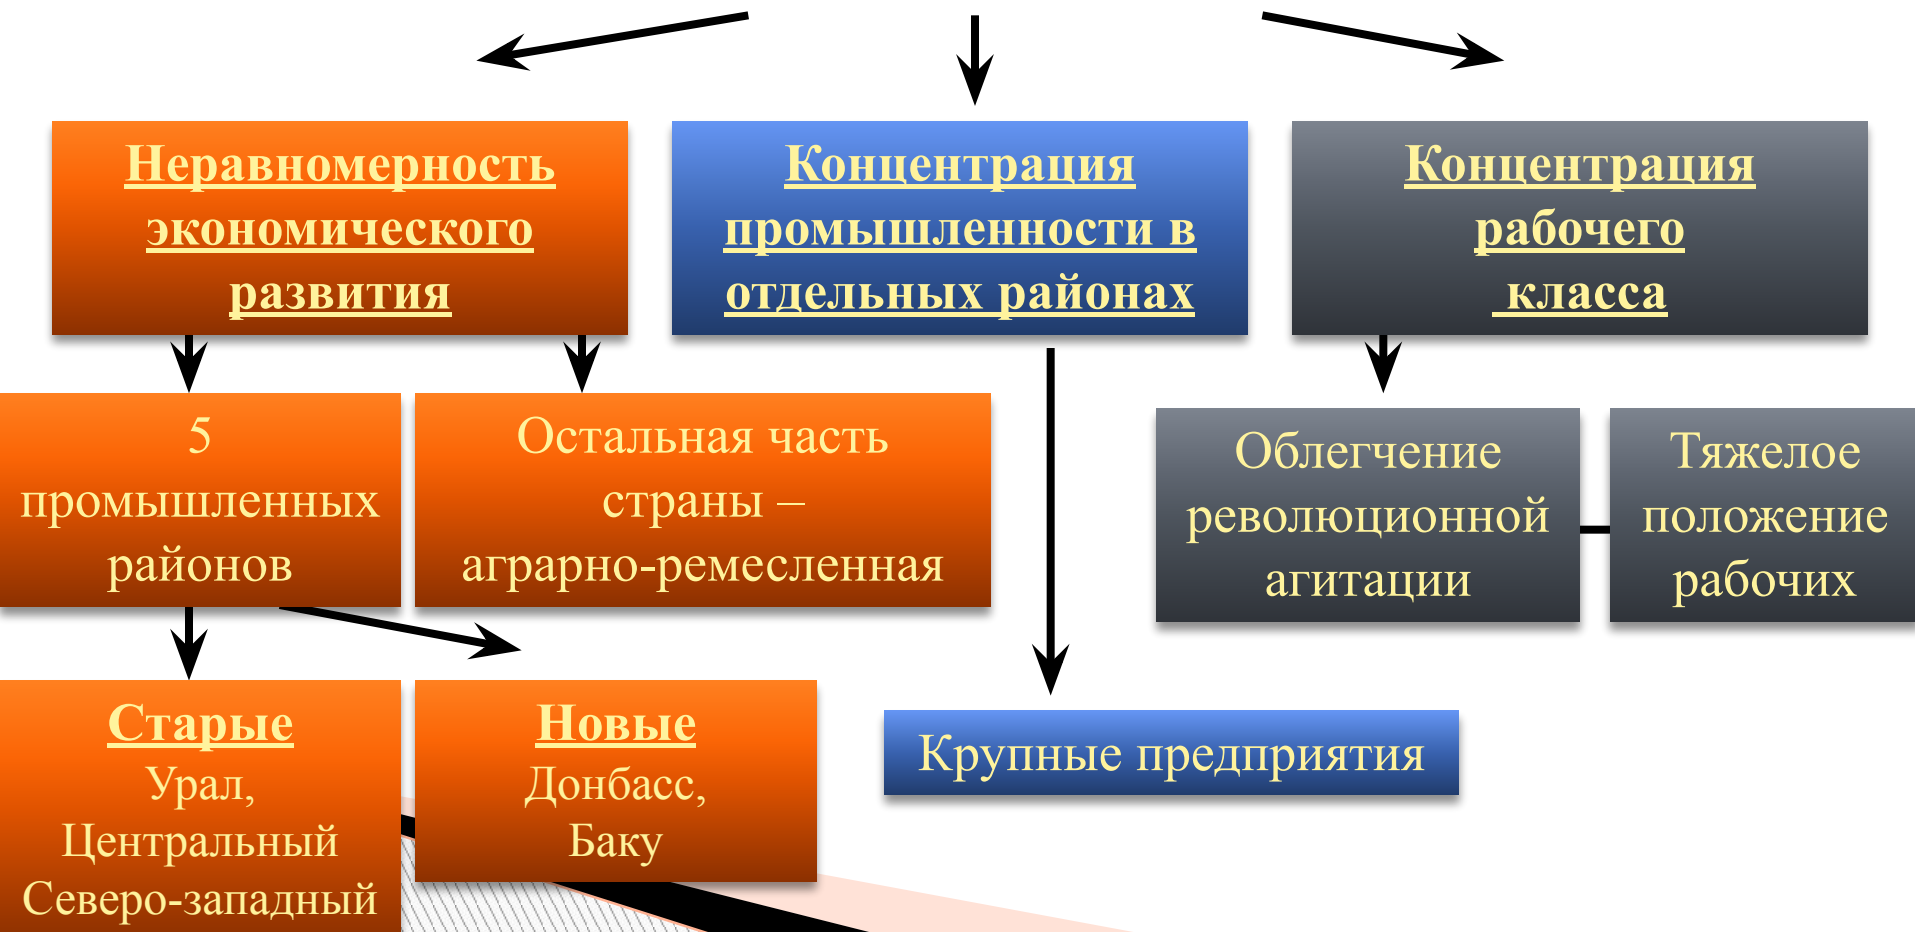 Неравномерность
экономического
развития
Концентрация
промышленности в
отдельных районах
Концентрация
рабочего
класса
5
промышленных
районов
Остальная часть
страны –
аграрно-ремесленная
Облегчение
революционной
агитации
Тяжелое
положение
рабочих
Старые
Урал,
Центральный
Северо-западный
Новые
Донбасс,
Баку
Крупные предприятия